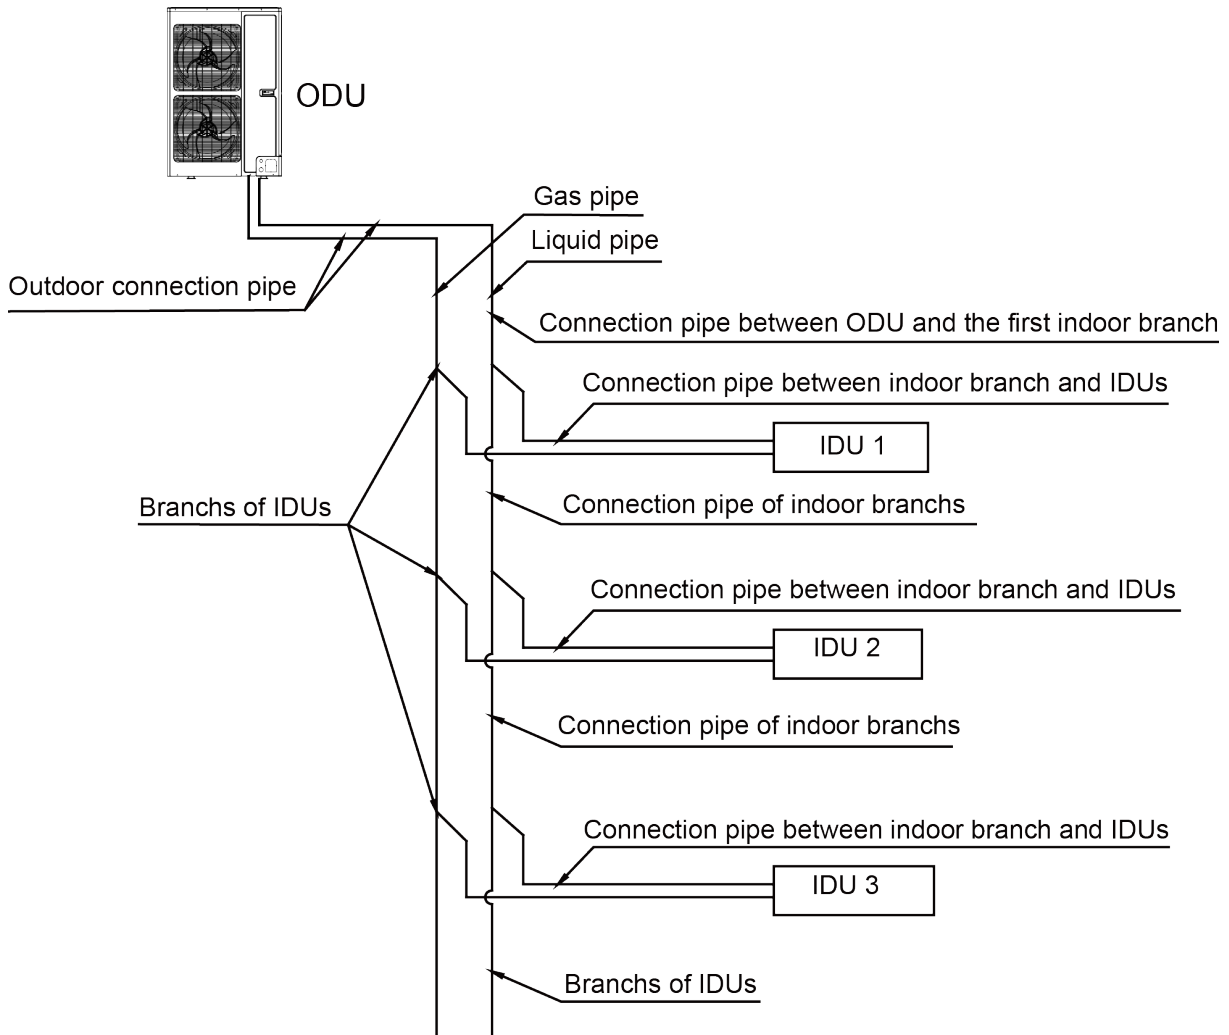 ODU
Gas pipe
Liquid pipe
Outdoor connection pipe
Connection pipe between ODU and the first indoor branch
Connection pipe between indoor branch and IDUs
IDU 1
Branchs of IDUs
Connection pipe of indoor branchs
Connection pipe between indoor branch and IDUs
IDU 2
Connection pipe of indoor branchs
Connection pipe between indoor branch and IDUs
IDU 3
Branchs of IDUs